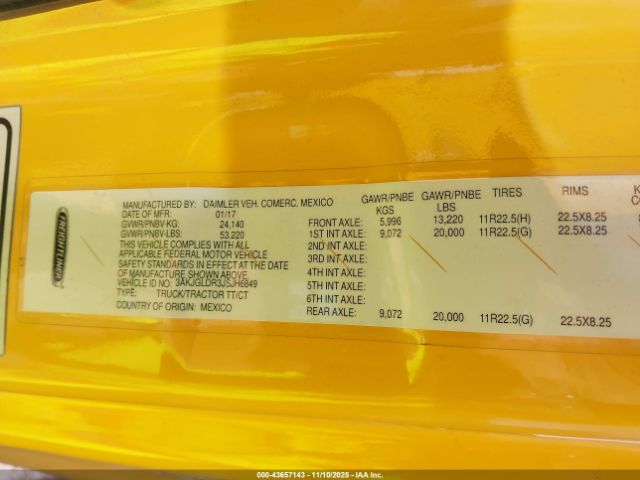 FREIGHTLINER
MANUFACTURED BY: DAIMLER VEH. COMERC. MEXICO
DATE OF MFR: 01/17
GVWR/PNBV-KG: 24,140
GVWR/PNBV-LBS: 53,220
THIS VEHICLE COMPLIES WITH ALL
APPLICABLE FEDERAL MOTOR VEHICLE
SAFETY STANDARDS IN EFFECT AT THE DATE
OF MANUFACTURE SHOWN ABOVE.
VEHICLE ID NO: 3AKJGLDR3JSJH6849
TYPE: TRUCK/TRACTOR TT/CT
COUNTRY OF ORIGIN: MEXICO
GAWR/PNBE KGS GAWR/PNBE LBS TIRES RIMS
FRONT AXLE: 5,996 13,220 11R22.5(H) 22.5X8.25
1ST INT AXLE: 9,072 20,000 11R22.5(G) 22.5X8.25
2ND INT AXLE:
3RD INT AXLE:
4TH INT AXLE:
5TH INT AXLE:
6TH INT AXLE:
REAR AXLE: 9,072 20,000 11R22.5(G) 22.5X8.25
000-43657143 - 11/10/2025 - IAA Inc.